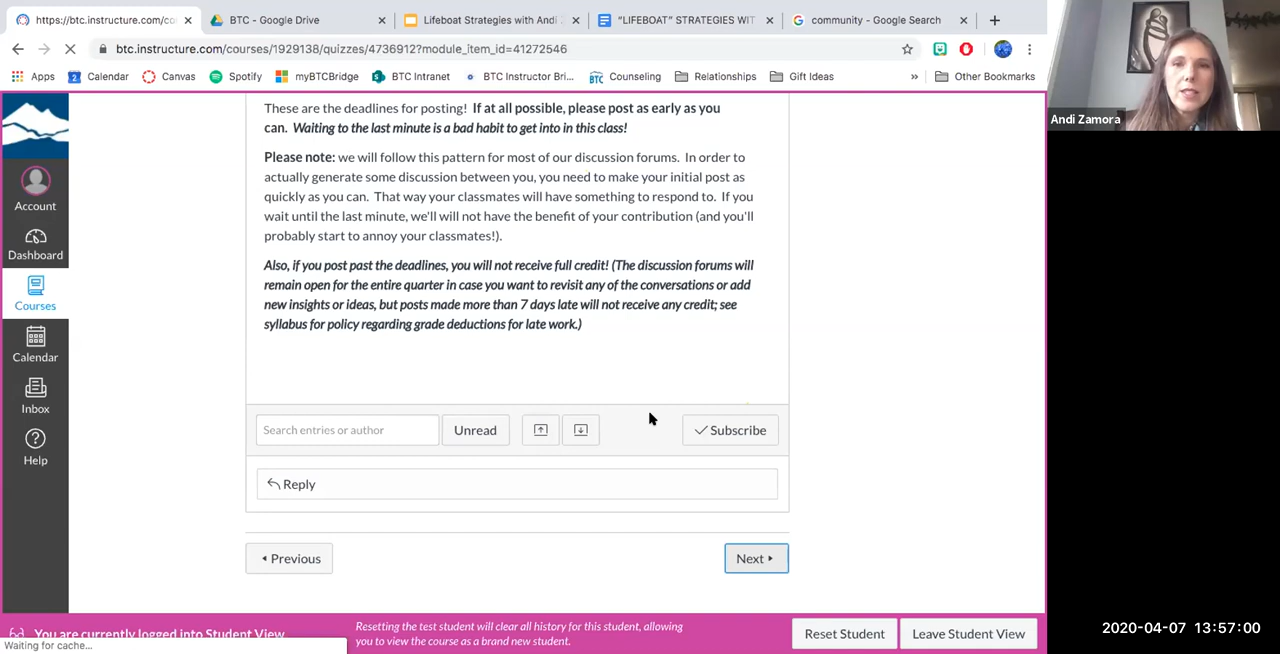 https://btc.instructure.com/co
BTC - Google Drive
Lifeboat Strategies with Andi
"LIFEBOAT" STRATEGIES WIT
community - Google Search
btc.instructure.com/courses/1929138/quizzes/4736912?module_item_id=41272546
Apps
Calendar
Canvas
Spotify
myBTCBridge
BTC Intranet
BTC Instructor Bri...
BTC
Counseling
Relationships
Gift Ideas
»
Other Bookmarks
Andi Zamora
Account
Dashboard
Courses
Calendar
Inbox
Help
These are the deadlines for posting! If at all possible, please post as early as you
can. Waiting to the last minute is a bad habit to get into in this class!
Please note: we will follow this pattern for most of our discussion forums. In order to
actually generate some discussion between you, you need to make your initial post as
quickly as you can. That way your classmates will have something to respond to. If you
wait until the last minute, we'll will not have the benefit of your contribution (and you'll
probably start to annoy your classmates!).
Also, if you post past the deadlines, you will not receive full credit! (The discussion forums will
remain open for the entire quarter in case you want to revisit any of the conversations or add
new insights or ideas, but posts made more than 7 days late will not receive any credit; see
syllabus for policy regarding grade deductions for late work.)
Search entries or author
Unread
Subscribe
Reply
Previous
Next
You are currently logged into Student View
Resetting the test student will clear all history for this student, allowing
you to view the course as a brand new student.
Reset Student
Leave Student View
Waiting for cache...
2020-04-07 13:57:00